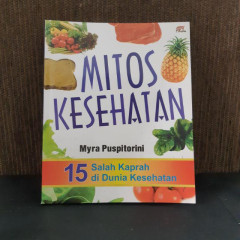 MITOS
KESEHATAN
Myra Puspitorini
15 Salah Kaprah
di Dunia Kesehatan